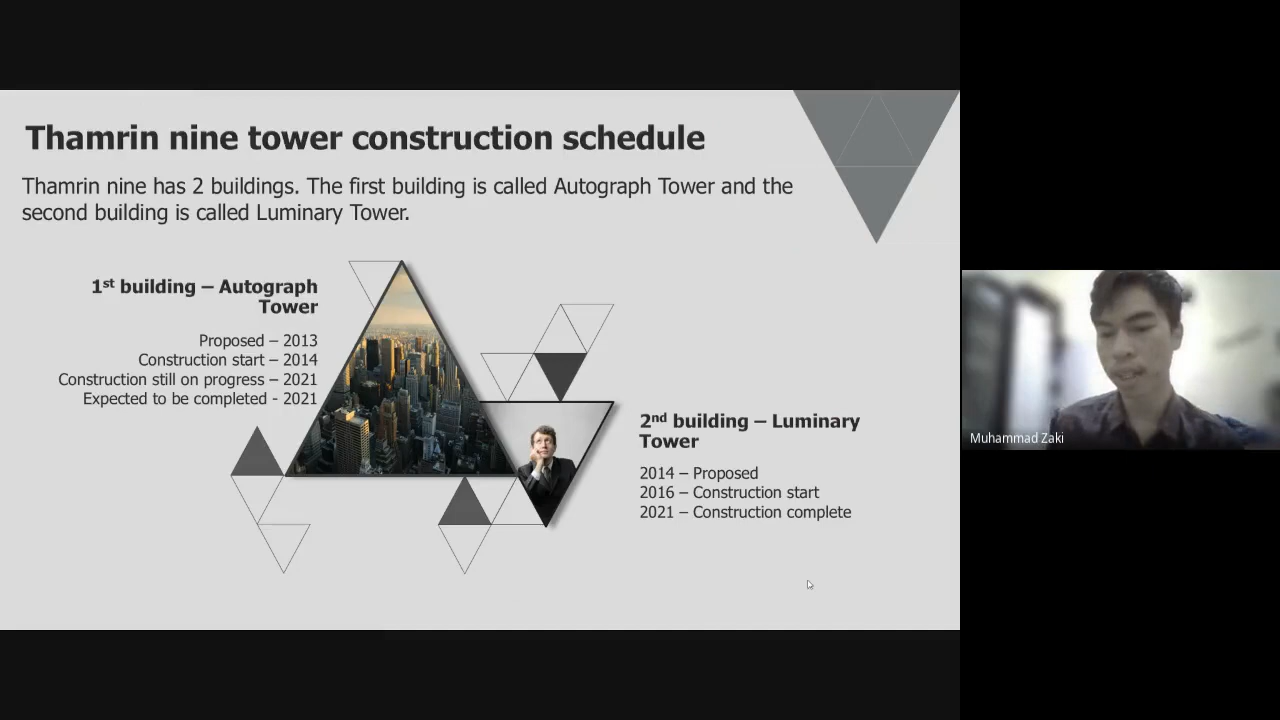 Thamrin nine tower construction schedule
Thamrin nine has 2 buildings. The first building is called Autograph Tower and the
second building is called Luminary Tower.
1st building – Autograph
Tower
Proposed – 2013
Construction start – 2014
Construction still on progress – 2021
Expected to be completed - 2021
2nd building – Luminary
Tower
2014 – Proposed
2016 – Construction start
2021 – Construction complete
Muhammad Zaki